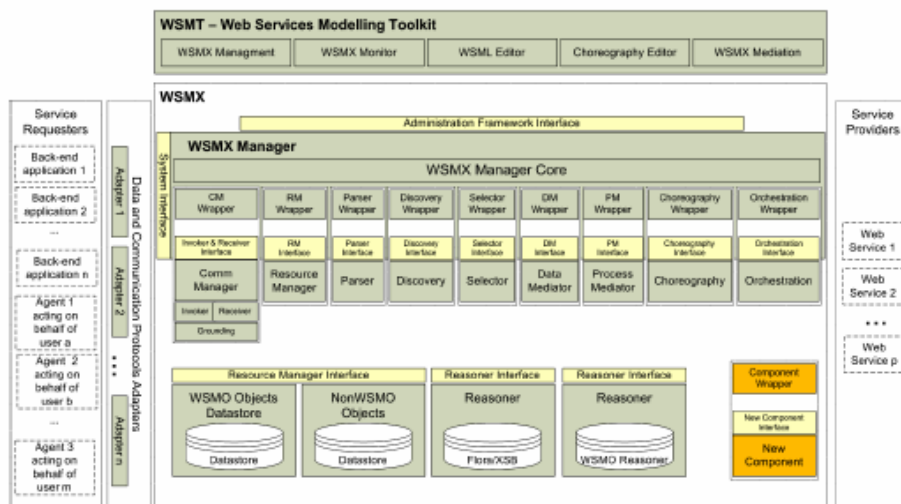 WSMT – Web Services Modelling Toolkit
WSMX Managment
WSMX Monitor
WSML Editor
Choreography Editor
WSMX Mediation
WSMX
Service
Requesters
Back-end
application 1
Back-end
application 2
...
Back-end
application n
Agent 1
acting on
behalf of
user a
Agent 2
acting on
behalf of
user b
...
Agent 3
acting on
behalf of
user m
Adapter 1
Adapter 2
...
Adapter n
Data and Communication Protocols Adapters
Administration Framework Interface
System Interface
WSMX Manager
WSMX Manager Core
CM
Wrapper
RM
Wrapper
Parser
Wrapper
Discovery
Wrapper
Selector
Wrapper
DM
Wrapper
PM
Wrapper
Choreography
Wrapper
Orchestration
Wrapper
Invoker & Receiver
Interface
RM
Interface
Parser
Interface
Discovery
Interface
Selector
Interface
DM
Interface
PM
Interface
Choreography
Interface
Orchestration
Interface
Comm
Manager
Resource
Manager
Parser
Discovery
Selector
Data
Mediator
Process
Mediator
Choreography
Orchestration
Invoker
Receiver
Grounding
Resource Manager Interface
Reasoner Interface
Reasoner Interface
WSMO Objects
Datastore
Datastore
NonWSMO
Objects
Datastore
Reasoner
Flora/XSB
Reasoner
WSMO Reasoner
Component
Wrapper
New Component
Interface
New
Component
Service
Providers
Web
Service 1
Web
Service 2
...
Web
Service p